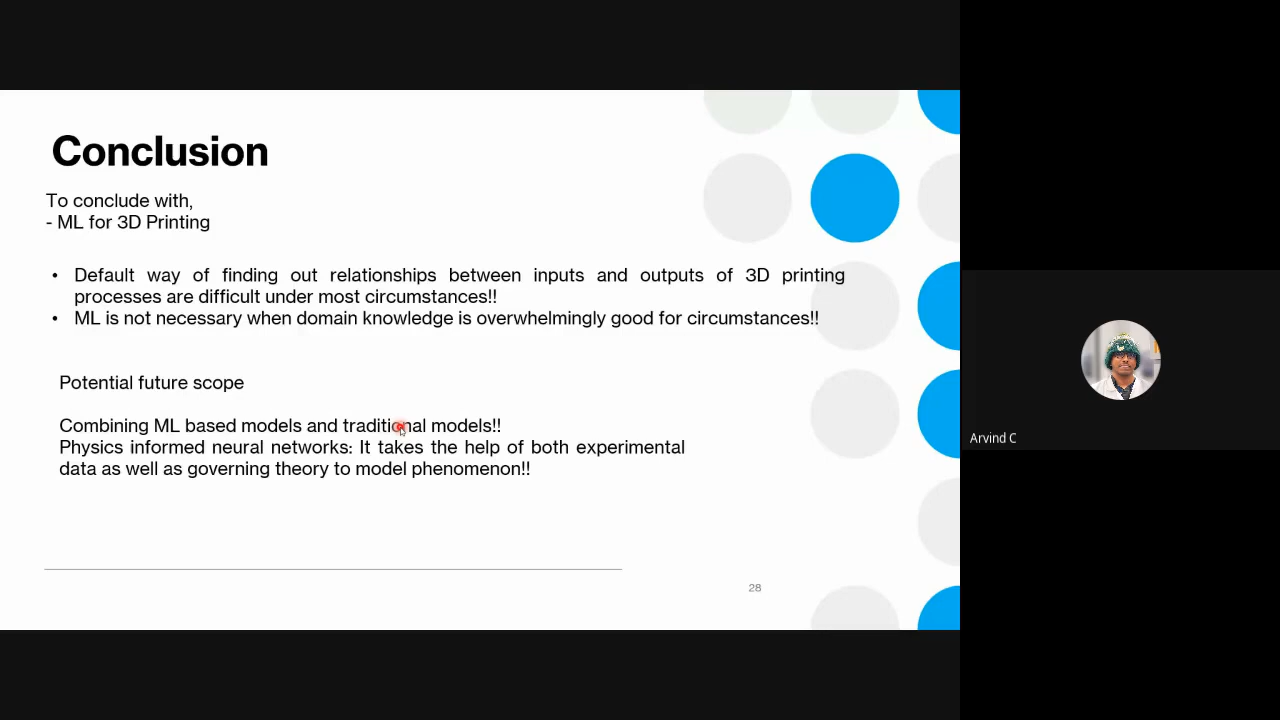 Conclusion
To conclude with,
- ML for 3D Printing
• Default way of finding out relationships between inputs and outputs of 3D printing
processes are difficult under most circumstances!!
• ML is not necessary when domain knowledge is overwhelmingly good for circumstances!!
Potential future scope
Combining ML based models and traditional models!!
Physics informed neural networks: It takes the help of both experimental
data as well as governing theory to model phenomenon!!
28
Arvind C